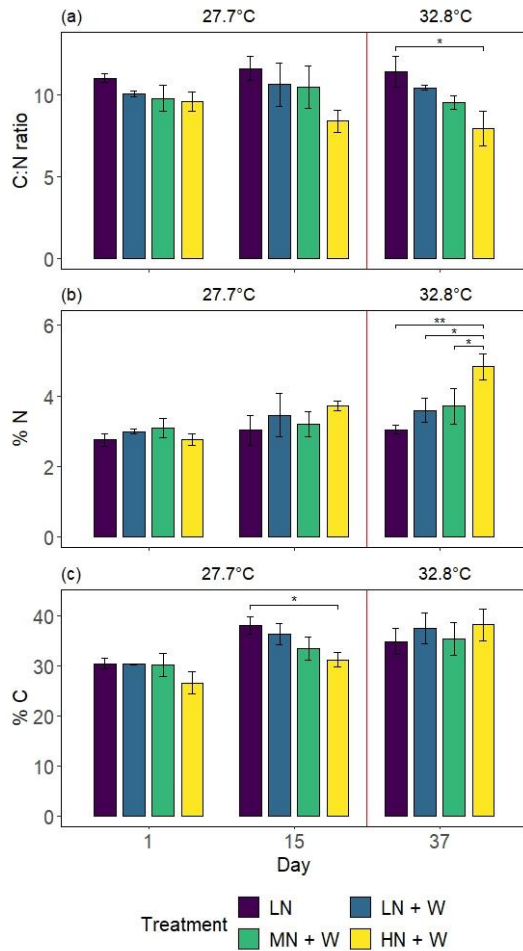 (a) 27.7°C 32.8°C
*
10
5
0
C:N ratio
(b) 27.7°C 32.8°C
**
*
*
6
4
2
0
% N
(c) 27.7°C 32.8°C
*
40
30
20
10
0
% C
1 15 37
Day
Treatment
LN LN + W
MN + W HN + W